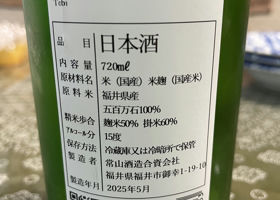 Tobi
品目 日本酒
内容量 720ml
原材料名 米(国産)米麹(国産米)
原料米 福井県産
五百万石100%
精米歩合 麹米50% 掛米60%
アルコール分 15度
保存方法 冷蔵庫又は冷暗所で保管
製造者 常山酒造合資会社
福井県福井市御幸1-19-10
製造年月 2025年5月